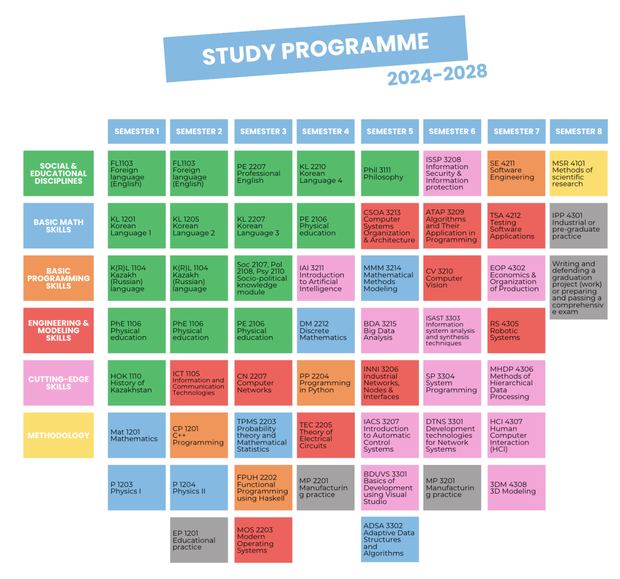 STUDY PROGRAMME
2024-2028
SEMESTER 1
SEMESTER 2
SEMESTER 3
SEMESTER 4
SEMESTER 5
SEMESTER 6
SEMESTER 7
SEMESTER 8
SOCIAL &
EDUCATIONAL
DISCIPLINES
FL1103
Foreign
language
(English)
FL1103
Foreign
language
(English)
PE 2207
Professional
English
KL 2210
Korean
Language 4
Phil 3111
Philosophy
ISSP 3208
Information
Security &
Information
protection
SE 4211
Software
Engineering
MSR 4101
Methods of
scientific
research
BASIC MATH
SKILLS
KL 1201
Korean
Language 1
KL 1205
Korean
Language 2
KL 2207
Korean
Language 3
PE 2106
Physical
education
CSOA 3213
Computer
Systems
Organization
& Architecture
ATAP 3209
Algorithms
and Their
Application in
Programming
TSA 4212
Testing
Software
Applications
IPP 4301
Industrial or
pre-graduate
practice
BASIC
PROGRAMMING
SKILLS
K(R)L 1104
Kazakh
(Russian)
language
K(R)L 1104
Kazakh
(Russian)
language
Soc 2107, Pol
2108, Psy 2110
Socio-political
knowledge
module
IAI 3211
Introduction
to Artificial
Intelligence
MMM 3214
Mathematical
Methods
Modeling
CV 3210
Computer
Vision
EOP 4302
Economics &
Organization
of Production
Writing and
defending a
graduation
project (work)
or preparing
and passing a
comprehensiv
e exam
ENGINEERING &
MODELING
SKILLS
PhE 1106
Physical
education
PhE 1106
Physical
education
PE 2106
Physical
education
DM 2212
Discrete
Mathematics
BDA 3215
Big Data
Analysis
ISAST 3303
Information
system analysis
and synthesis
techniques
RS 4305
Robotic
Systems
CUTTING-EDGE
SKILLS
HOK 1110
History of
Kazakhstan
ICT 1105
Information and
Communication
Technologies
CN 2207
Computer
Networks
PP 2204
Programming
in Python
INNI 3206
Industrial
Networks,
Nodes &
Interfaces
SP 3304
System
Programming
MHDP 4306
Methods of
Hierarchical
Data
Processing
METHODOLOGY
Mat 1201
Mathematics
CP 1201
C++
Programming
TPMS 2203
Probability
theory and
Mathematical
Statistics
TEC 2205
Theory of
Electrical
Circuits
IACS 3207
Introduction
to Automatic
Control
Systems
DTNS 3301
Development
technologies
for Network
Systems
HCI 4307
Human
Computer
Interaction
(HCI)
P 1203
Physics I
P 1204
Physics II
FPUH 2202
Functional
Programming
using Haskell
MP 2201
Manufacturin
g practice
BDUVS 3301
Basics of
Development
using Visual
Studio
MP 3201
Manufacturin
g practice
3DM 4308
3D Modeling
EP 1201
Educational
practice
MOS 2203
Modern
Operating
Systems
ADSA 3302
Adaptive Data
Structures
and
Algorithms